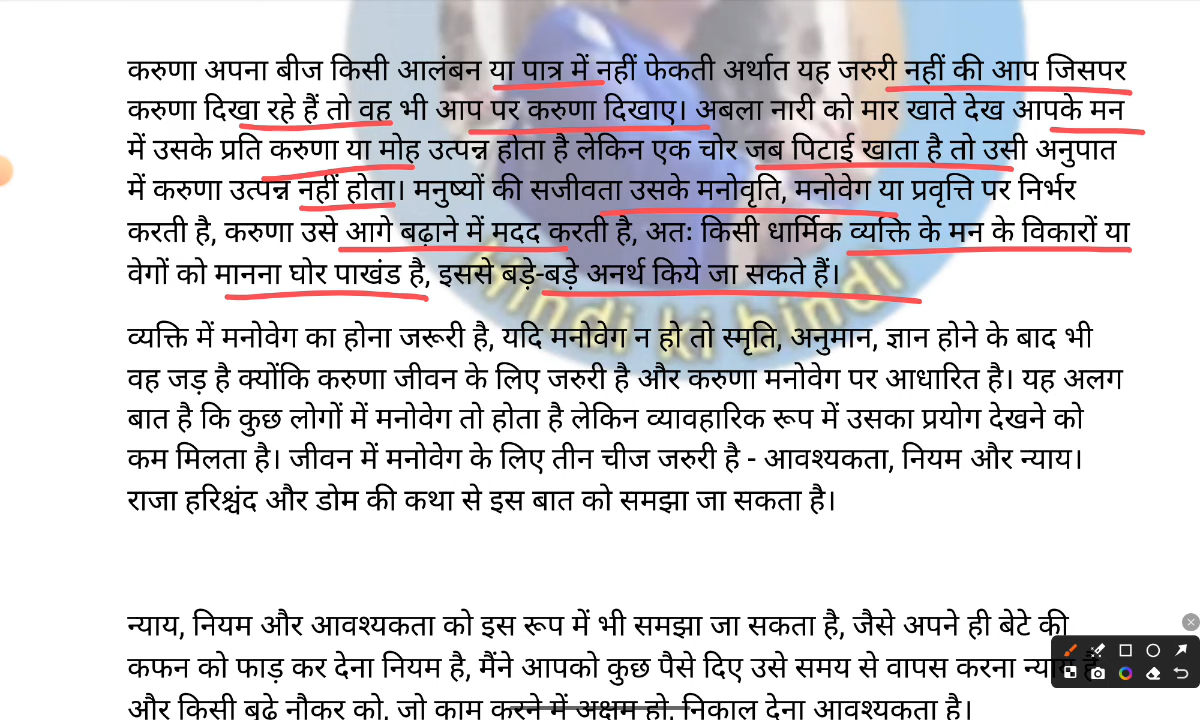 करुणा अपना बीज किसी आलंबन या पात्र में नहीं फेकती अर्थात यह जरुरी नहीं की आप जिसपर
करुणा दिखा रहे हैं तो वह भी आप पर करुणा दिखाए। अबला नारी को मार खाते देख आपके मन
में उसके प्रति करुणा या मोह उत्पन्न होता है लेकिन एक चोर जब पिटाई खाता है तो उसी अनुपात
में करुणा उत्पन्न नहीं होता। मनुष्यों की सजीवता उसके मनोवृति, मनोवेग या प्रवृत्ति पर निर्भर
करती है, करुणा उसे आगे बढ़ाने में मदद करती है, अतः किसी धार्मिक व्यक्ति के मन के विकारों या
वेगों को मानना घोर पाखंड है, इससे बड़े-बड़े अनर्थ किये जा सकते हैं।
व्यक्ति में मनोवेग का होना जरूरी है, यदि मनोवेग न हो तो स्मृति, अनुमान, ज्ञान होने के बाद भी
वह जड़ है क्योंकि करुणा जीवन के लिए जरुरी है और करुणा मनोवेग पर आधारित है। यह अलग
बात है कि कुछ लोगों में मनोवेग तो होता है लेकिन व्यावहारिक रूप में उसका प्रयोग देखने को
कम मिलता है। जीवन में मनोवेग के लिए तीन चीज जरुरी है - आवश्यकता, नियम और न्याय।
राजा हरिश्चंद और डोम की कथा से इस बात को समझा जा सकता है।
न्याय, नियम और आवश्यकता को इस रूप में भी समझा जा सकता है, जैसे अपने ही बेटे की
कफन को फाड़ कर देना नियम है, मैंने आपको कुछ पैसे दिए उसे समय से वापस करना न्याय है
और किसी बूढ़े नौकर को, जो काम करने में अक्षम हो, निकाल देना आवश्यकता है।
Hindi ki bindi